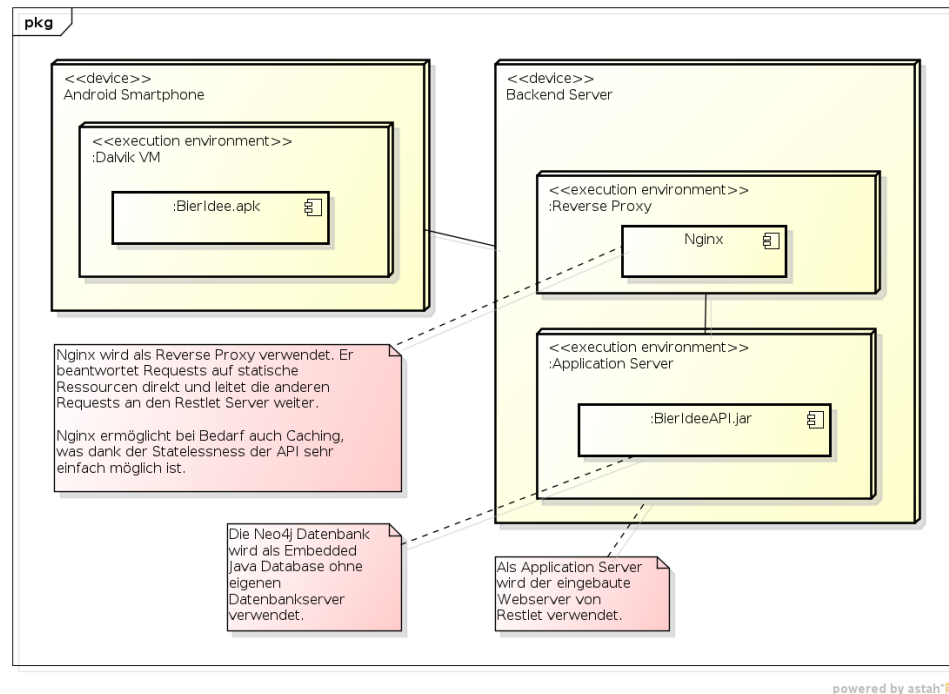 pkg
<<device>>
Android Smartphone
<<execution environment>>
:Dalvik VM
:BierIdee.apk
<<device>>
Backend Server
<<execution environment>>
:Reverse Proxy
Nginx
<<execution environment>>
:Application Server
:BierIdeeAPI.jar
Nginx wird als Reverse Proxy verwendet. Er
beantwortet Requests auf statische
Ressourcen direkt und leitet die anderen
Requests an den Restlet Server weiter.
Nginx ermöglicht bei Bedarf auch Caching,
was dank der Statelessness der API sehr
einfach möglich ist.
Die Neo4j Datenbank
wird als Embedded
Java Database ohne
eigenen
Datenbankserver
verwendet.
Als Application Server
wird der eingebaute
Webserver von
Restlet verwendet.
powered by astah*